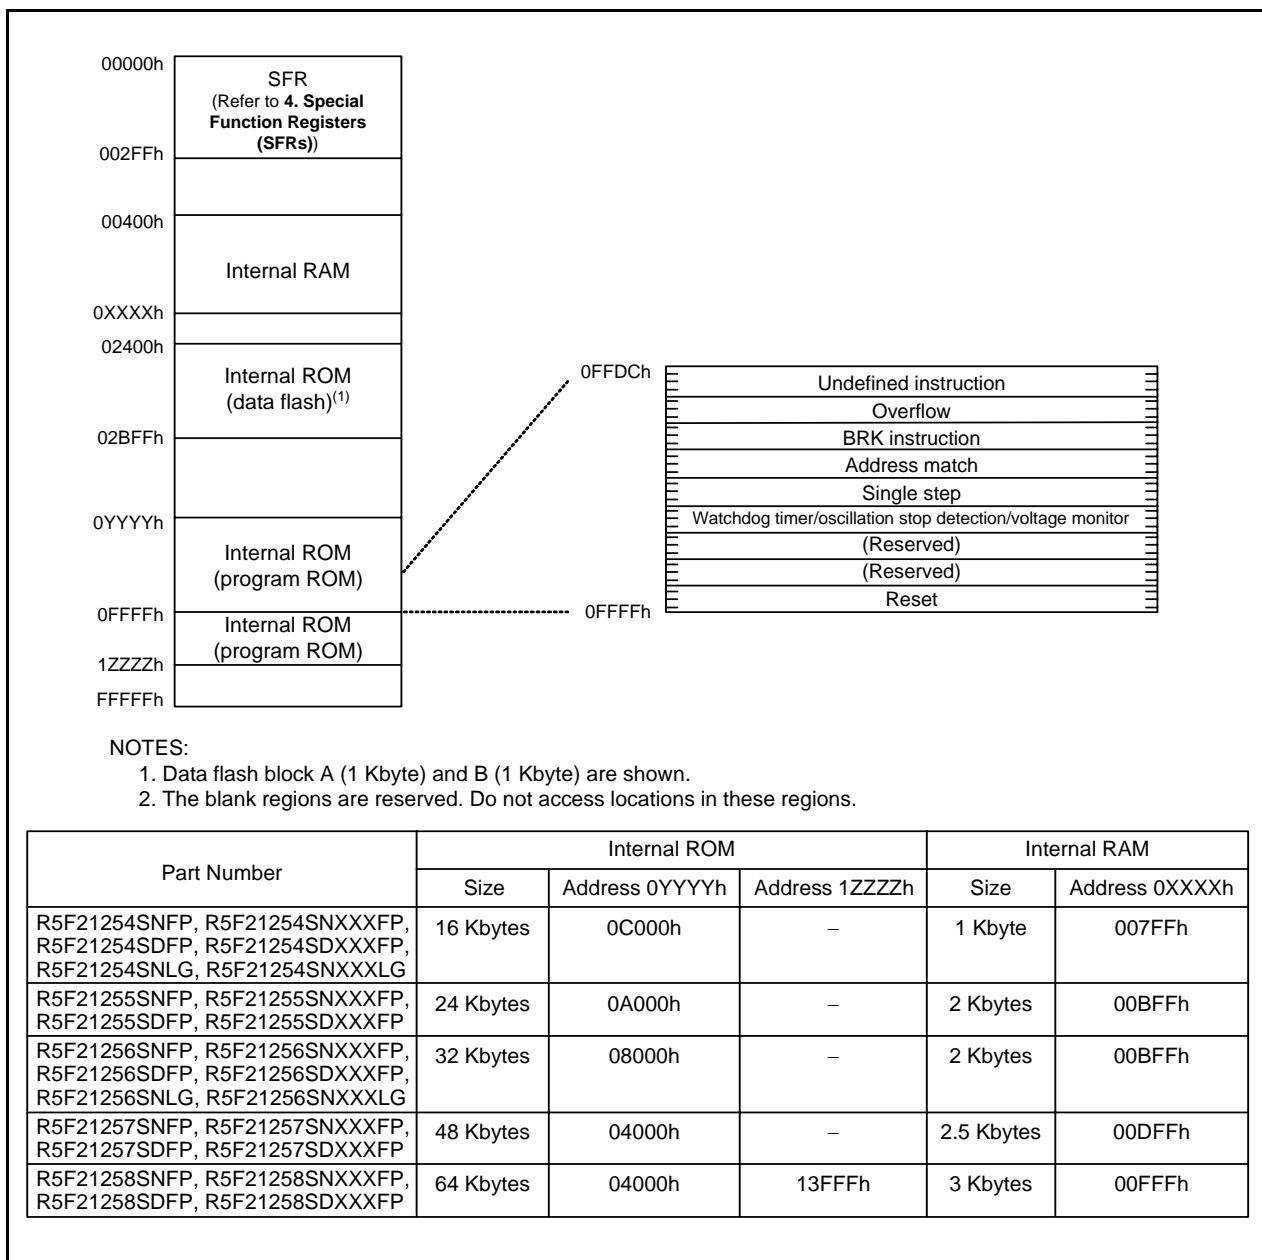 00000h
SFR
(Refer to 4. Special
Function Registers
(SFRs))
002FFh
00400h
Internal RAM
0XXXXh
02400h
Internal ROM
(data flash)(1)
02BFFh
0YYYYh
Internal ROM
(program ROM)
0FFFFh
Internal ROM
(program ROM)
1ZZZZh
FFFFFh
0FFDCh
Undefined instruction
Overflow
BRK instruction
Address match
Single step
Watchdog timer/oscillation stop detection/voltage monitor
(Reserved)
(Reserved)
Reset
0FFFFh
NOTES:
1. Data flash block A (1 Kbyte) and B (1 Kbyte) are shown.
2. The blank regions are reserved. Do not access locations in these regions.
Part Number Internal ROM Internal RAM
Size Address 0YYYYh Address 1ZZZZh Size Address 0XXXXh
R5F21254SNFP, R5F21254SNXXXFP, 16 Kbytes 0C000h – 1 Kbyte 007FFh
R5F21254SDFP, R5F21254SDXXXFP,
R5F21254SNLG, R5F21254SNXXXLG
R5F21255SNFP, R5F21255SNXXXFP, 24 Kbytes 0A000h – 2 Kbytes 00BFFh
R5F21255SDFP, R5F21255SDXXXFP
R5F21256SNFP, R5F21256SNXXXFP, 32 Kbytes 08000h – 2 Kbytes 00BFFh
R5F21256SDFP, R5F21256SDXXXFP,
R5F21256SNLG, R5F21256SNXXXLG
R5F21257SNFP, R5F21257SNXXXFP, 48 Kbytes 04000h – 2.5 Kbytes 00DFFh
R5F21257SDFP, R5F21257SDXXXFP
R5F21258SNFP, R5F21258SNXXXFP, 64 Kbytes 04000h 13FFFh 3 Kbytes 00FFFh
R5F21258SDFP, R5F21258SDXXXFP